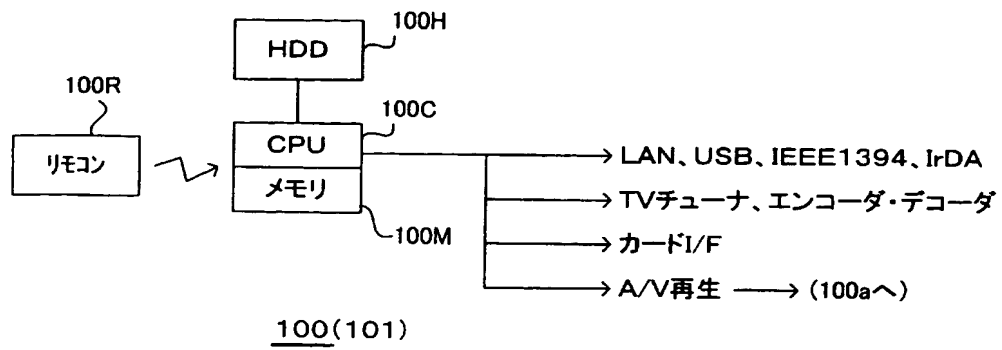 100H
HDD
100R
100C
リモコン
CPU
メモリ
100M
LAN、USB、IEEE1394、IrDA
TVチューナ、エンコーダ・デコーダ
カードI/F
A/V再生 (100aへ)
100(101)